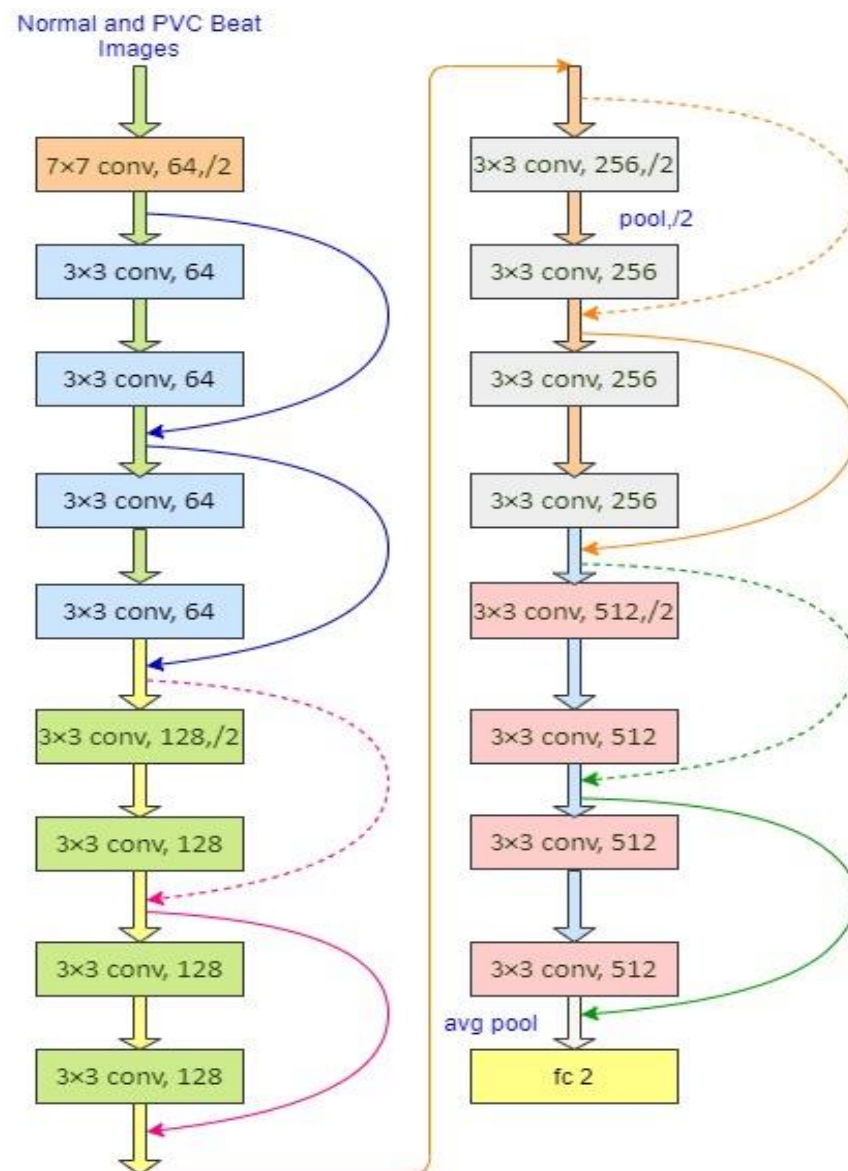 Normal and PVC Beat
Images
7×7 conv, 64,/2
3×3 conv, 64
3×3 conv, 64
3×3 conv, 64
3×3 conv, 64
3×3 conv, 128,/2
3×3 conv, 128
3×3 conv, 128
3×3 conv, 128
3×3 conv, 256,/2
pool,/2
3×3 conv, 256
3×3 conv, 256
3×3 conv, 256
3×3 conv, 512,/2
3×3 conv, 512
3×3 conv, 512
3×3 conv, 512
avg pool
fc 2